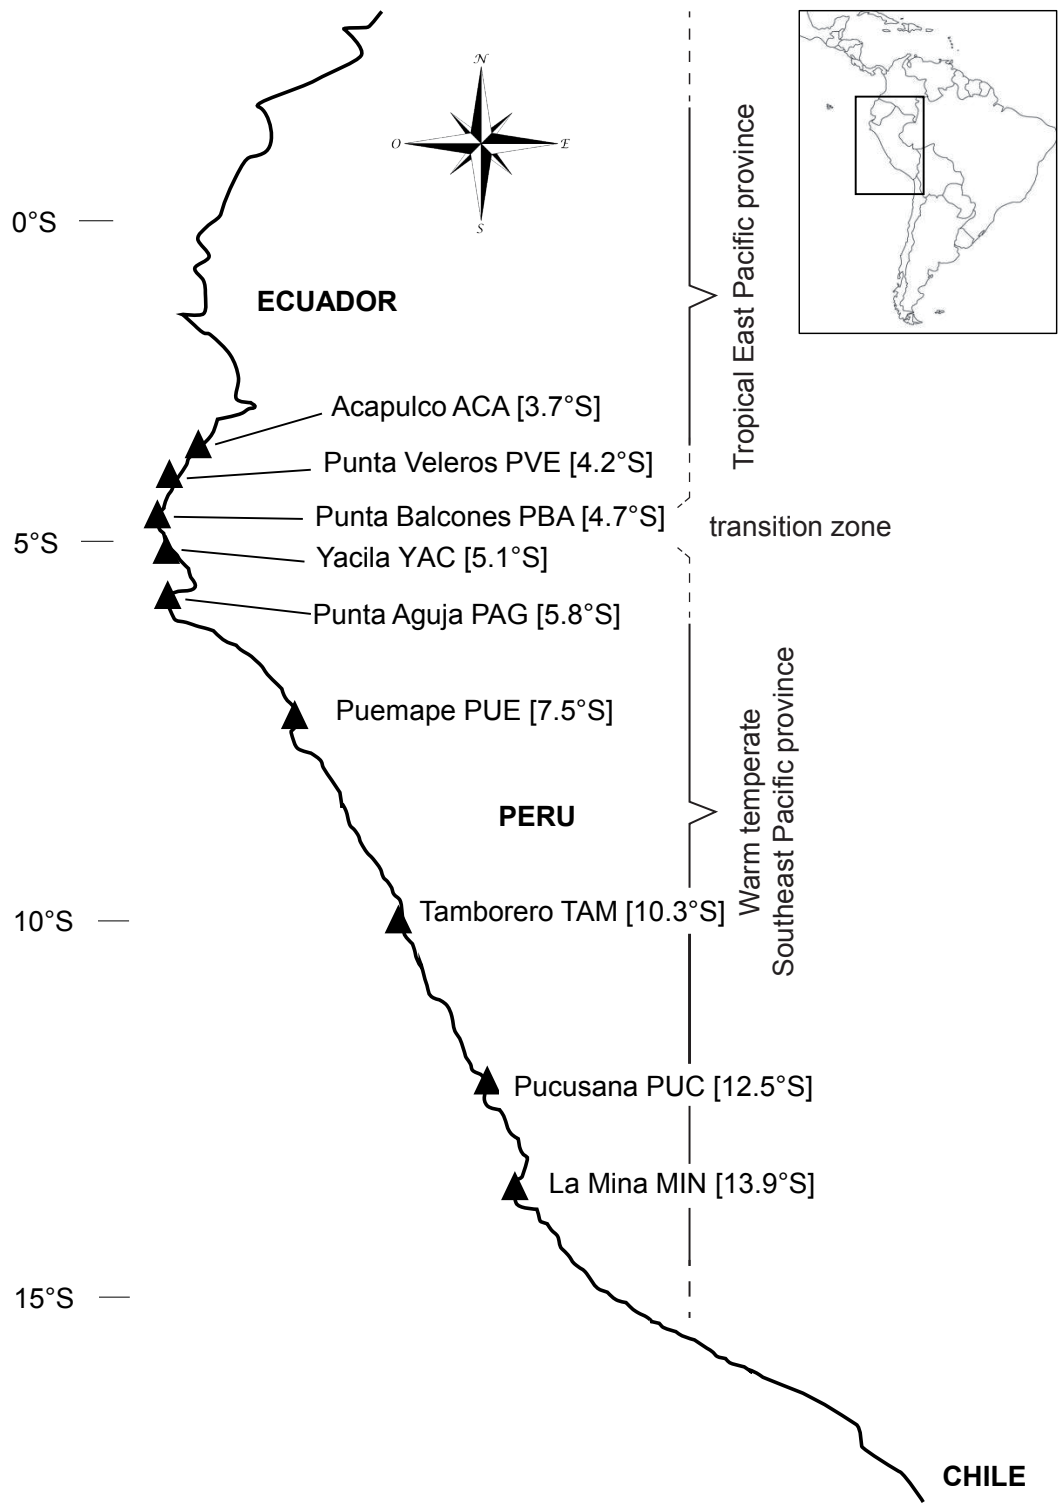 N
O
E
S
0°S
ECUADOR
Tropical East Pacific province
Acapulco ACA [3.7°S]
Punta Veleros PVE [4.2°S]
Punta Balcones PBA [4.7°S]
transition zone
5°S
Yacila YAC [5.1°S]
Punta Aguja PAG [5.8°S]
Puemape PUE [7.5°S]
PERU
Warm temperate
Southeast Pacific province
10°S
Tamborero TAM [10.3°S]
Pucusana PUC [12.5°S]
La Mina MIN [13.9°S]
15°S
CHILE